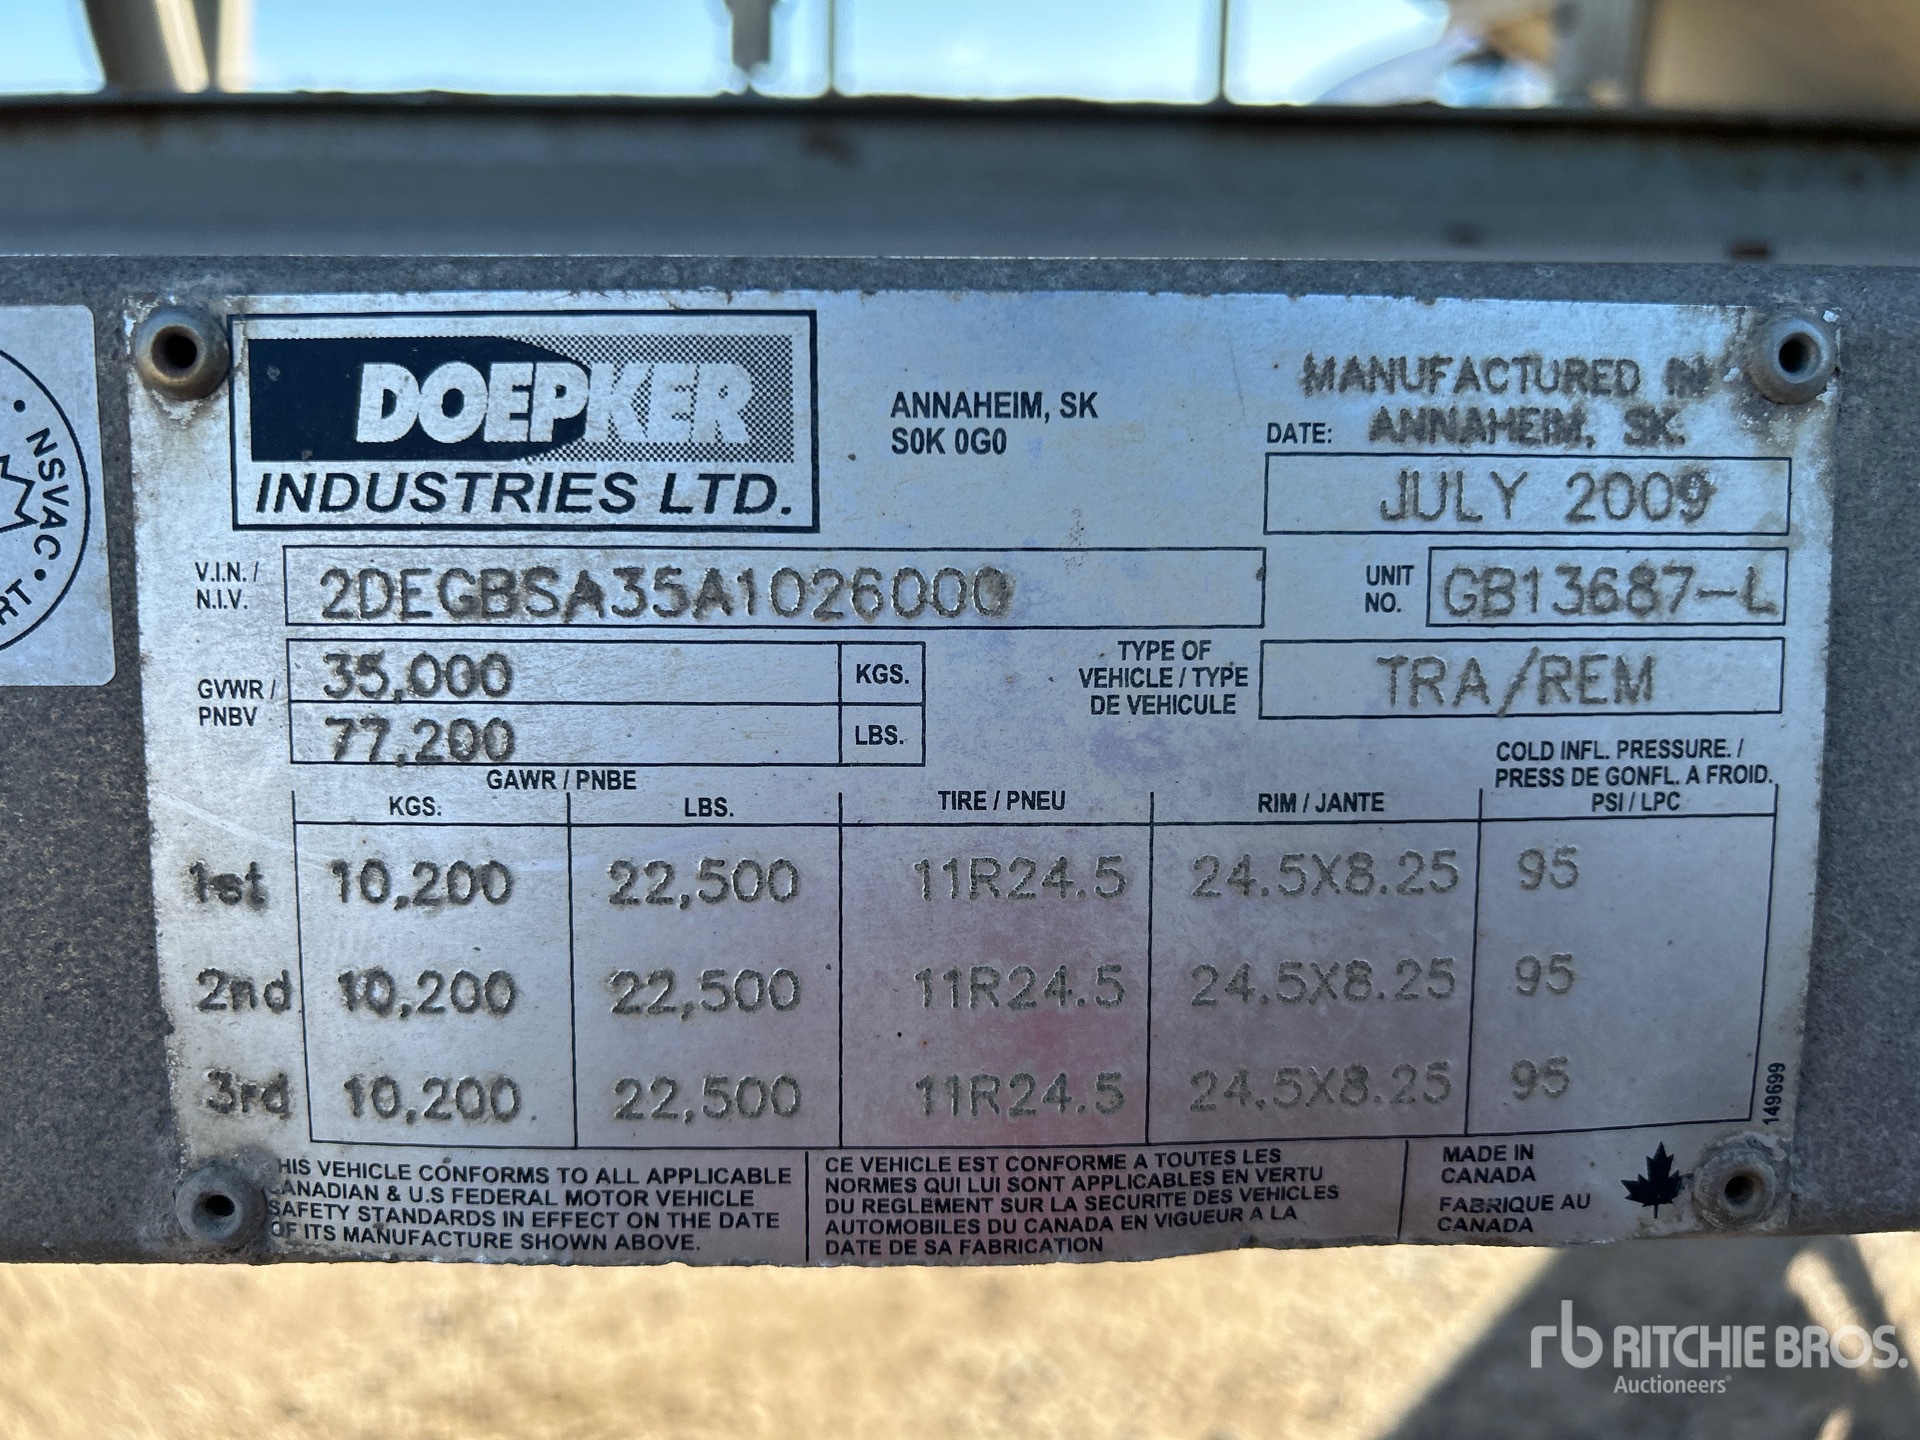 DOEPKER
INDUSTRIES LTD.
ANNAHEIM, SK
S0K 0G0
MANUFACTURED IN
DATE: ANNAHEIM, SK.
JULY 2009
V.I.N. /
N.I.V.
2DEGBSA35A1026000
UNIT
NO.
GB13687-L
GVWR /
PNBV
35,000 KGS.
77,200 LBS.
TYPE OF
VEHICLE / TYPE
DE VEHICULE
TRA/REM
GAWR / PNBE
COLD INFL. PRESSURE. /
PRESS DE GONFL. A FROID.
KGS. LBS. TIRE / PNEU RIM / JANTE PSI / LPC
1st 10,200 22,500 11R24.5 24.5X8.25 95
2nd 10,200 22,500 11R24.5 24.5X8.25 95
3rd 10,200 22,500 11R24.5 24.5X8.25 95
149699
HIS VEHICLE CONFORMS TO ALL APPLICABLE
ANADIAN & U.S FEDERAL MOTOR VEHICLE
SAFETY STANDARDS IN EFFECT ON THE DATE
OF ITS MANUFACTURE SHOWN ABOVE.
CE VEHICLE EST CONFORME A TOUTES LES
NORMES QUI LUI SONT APPLICABLES EN VERTU
DU REGLEMENT SUR LA SECURITE DES VEHICLES
AUTOMOBILES DU CANADA EN VIGUEUR A LA
DATE DE SA FABRICATION
MADE IN
CANADA
FABRIQUE AU
CANADA
• NSVAC •
RT
rb RITCHIE BROS.
Auctioneers